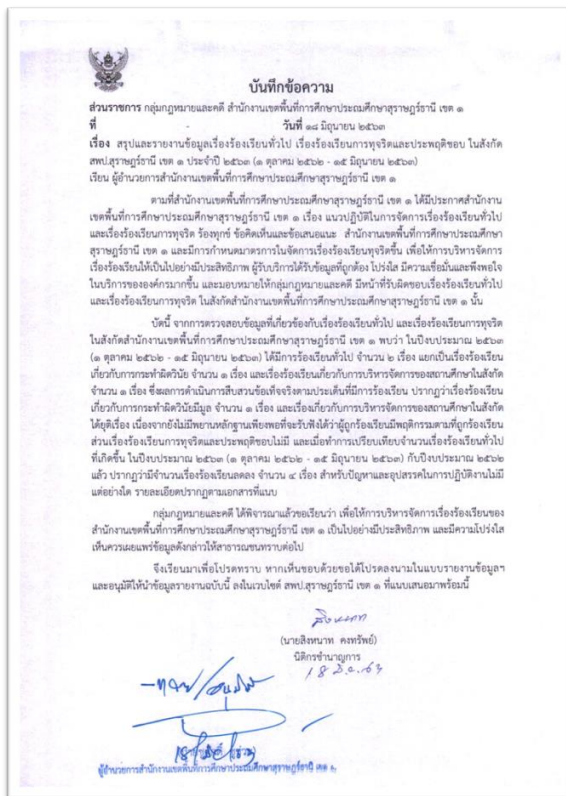 บันทึกข้อความ
ส่วนราชการ กลุ่มกฎหมายและคดี สำนักงานเขตพื้นที่การศึกษาประถมศึกษาสุราษฎร์ธานี เขต ๑
ที่ - วันที่ ๑๘ มิถุนายน ๒๕๖๓
เรื่อง สรุปและรายงานข้อมูลเรื่องร้องเรียนทั่วไป เรื่องร้องเรียนการทุจริตและประพฤติชอบ ในสังกัด
สพป.สุราษฎร์ธานี เขต ๑ ประจำปี ๒๕๖๓ (๑ ตุลาคม ๒๕๖๒ - ๑๕ มิถุนายน ๒๕๖๓)
เรียน ผู้อำนวยการสำนักงานเขตพื้นที่การศึกษาประถมศึกษาสุราษฎร์ธานี เขต ๑
ตามที่สำนักงานเขตพื้นที่การศึกษาประถมศึกษาสุราษฎร์ธานี เขต ๑ ได้มีประกาศสำนักงาน
เขตพื้นที่การศึกษาประถมศึกษาสุราษฎร์ธานี เขต ๑ เรื่อง แนวปฏิบัติในการจัดการเรื่องร้องเรียนทั่วไป
และเรื่องร้องเรียนการทุจริต ร้องทุกข์ ข้อคิดเห็นและข้อเสนอแนะ สำนักงานเขตพื้นที่การศึกษาประถมศึกษา
สุราษฎร์ธานี เขต ๑ และมีการกำหนดมาตรการในจัดการเรื่องร้องเรียนทุจริตขึ้น เพื่อให้การบริหารจัดการ
เรื่องร้องเรียนให้เป็นไปอย่างมีประสิทธิภาพ ผู้รับบริการได้รับข้อมูลที่ถูกต้อง โปร่งใส มีความเชื่อมั่นและพึงพอใจ
ในบริการขององค์กรมากขึ้น และมอบหมายให้กลุ่มกฎหมายและคดี มีหน้าที่รับผิดชอบเรื่องร้องเรียนทั่วไป
และเรื่องร้องเรียนการทุจริต ในสังกัดสำนักงานเขตพื้นที่การศึกษาประถมศึกษาสุราษฎร์ธานี เขต ๑ นั้น
บัดนี้ จากการตรวจสอบข้อมูลที่เกี่ยวข้องกับเรื่องร้องเรียนทั่วไป และเรื่องร้องเรียนการทุจริต
ในสังกัดสำนักงานเขตพื้นที่การศึกษาประถมศึกษาสุราษฎร์ธานี เขต ๑ พบว่า ในปีงบประมาณ ๒๕๖๓
(๑ ตุลาคม ๒๕๖๒ - ๑๕ มิถุนายน ๒๕๖๓) ได้มีการร้องเรียนทั่วไป จำนวน ๒ เรื่อง แยกเป็นเรื่องร้องเรียน
เกี่ยวกับการกระทำผิดวินัย จำนวน ๑ เรื่อง และเรื่องร้องเรียนเกี่ยวกับการบริหารจัดการของสถานศึกษาในสังกัด
จำนวน ๑ เรื่อง ซึ่งผลการดำเนินการสืบสวนข้อเท็จจริงตามประเด็นที่มีการร้องเรียน ปรากฏว่าเรื่องร้องเรียน
เกี่ยวกับการกระทำผิดวินัยมีมูล จำนวน ๑ เรื่อง และเรื่องเกี่ยวกับการบริหารจัดการของสถานศึกษาในสังกัด
ได้ยุติเรื่อง เนื่องจากยังไม่มีพยานหลักฐานเพียงพอที่จะรับฟังได้ว่าผู้ถูกร้องเรียนมีพฤติกรรมตามที่ถูกร้องเรียน
ส่วนเรื่องร้องเรียนการทุจริตและประพฤติชอบไม่มี และเมื่อทำการเปรียบเทียบจำนวนเรื่องร้องเรียนทั่วไป
ที่เกิดขึ้น ในปีงบประมาณ ๒๕๖๓ (๑ ตุลาคม ๒๕๖๒ - ๑๕ มิถุนายน ๒๕๖๓) กับปีงบประมาณ ๒๕๖๒
แล้ว ปรากฏว่ามีจำนวนเรื่องร้องเรียนลดลง จำนวน ๔ เรื่อง สำหรับปัญหาและอุปสรรคในการปฏิบัติงานไม่มี
แต่อย่างใด รายละเอียดปรากฏตามเอกสารที่แนบ
กลุ่มกฎหมายและคดี ได้พิจารณาแล้วขอเรียนว่า เพื่อให้การบริหารจัดการเรื่องร้องเรียนของ
สำนักงานเขตพื้นที่การศึกษาประถมศึกษาสุราษฎร์ธานี เขต ๑ เป็นไปอย่างมีประสิทธิภาพ และมีความโปร่งใส
เห็นควรเผยแพร่ข้อมูลดังกล่าวให้สาธารณชนทราบต่อไป
จึงเรียนมาเพื่อโปรดทราบ หากเห็นชอบด้วยขอได้โปรดลงนามในแบบรายงานข้อมูลฯ
และอนุมัติให้นำข้อมูลรายงานฉบับนี้ ลงในเวบไซต์ สพป.สุราษฎร์ธานี เขต ๑ ที่แนบเสนอมาพร้อมนี้
สิงหนาท
(นายสิงหนาท คงทรัพย์)
นิติกรชำนาญการ
18 มิ.ย. 63
ผู้อำนวยการสำนักงานเขตพื้นที่การศึกษาประถมศึกษาสุราษฎร์ธานี เขต ๑